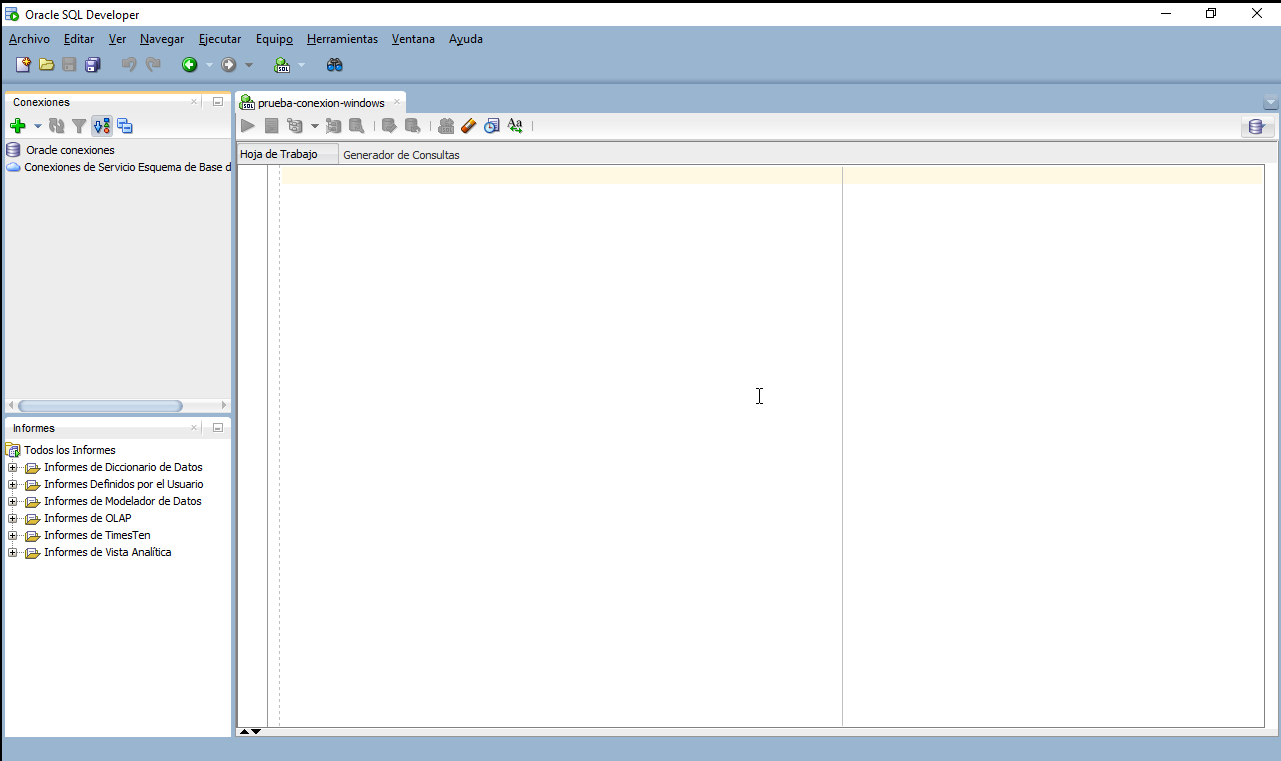 Oracle SQL Developer
Archivo Editar Ver Navegar Ejecutar Equipo Herramientas Ventana Ayuda
SQL
Conexiones
SQL prueba-conexion-windows
Aa
Oracle conexiones
Conexiones de Servicio Esquema de Base d
Hoja de Trabajo Generador de Consultas
Informes
Todos los Informes
Informes de Diccionario de Datos
Informes Definidos por el Usuario
Informes de Modelador de Datos
Informes de OLAP
Informes de TimesTen
Informes de Vista Analítica